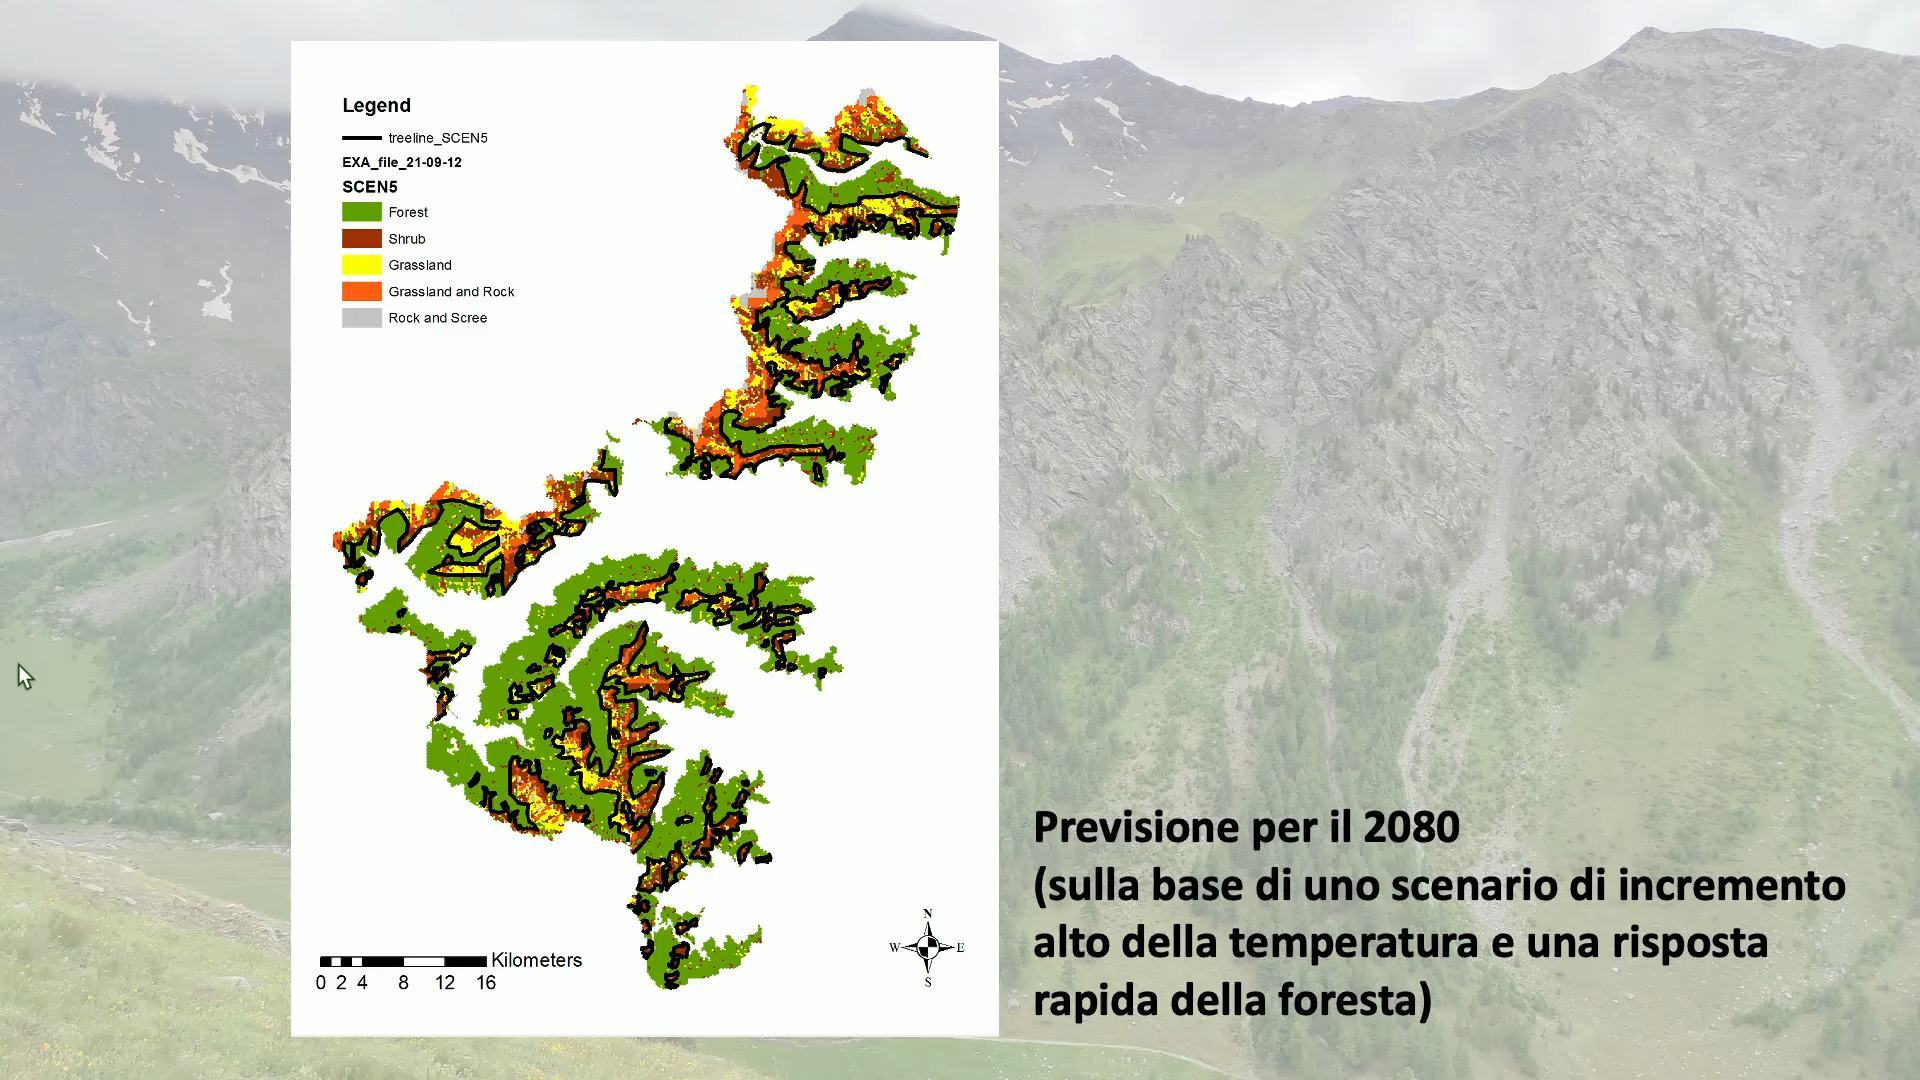 Legend
treeline_SCEN5
EXA_file_21-09-12
SCEN5
Forest
Shrub
Grassland
Grassland and Rock
Rock and Scree
Kilometers
0 2 4 8 12 16
N
W E
S
Previsione per il 2080
(sulla base di uno scenario di incremento
alto della temperatura e una risposta
rapida della foresta)